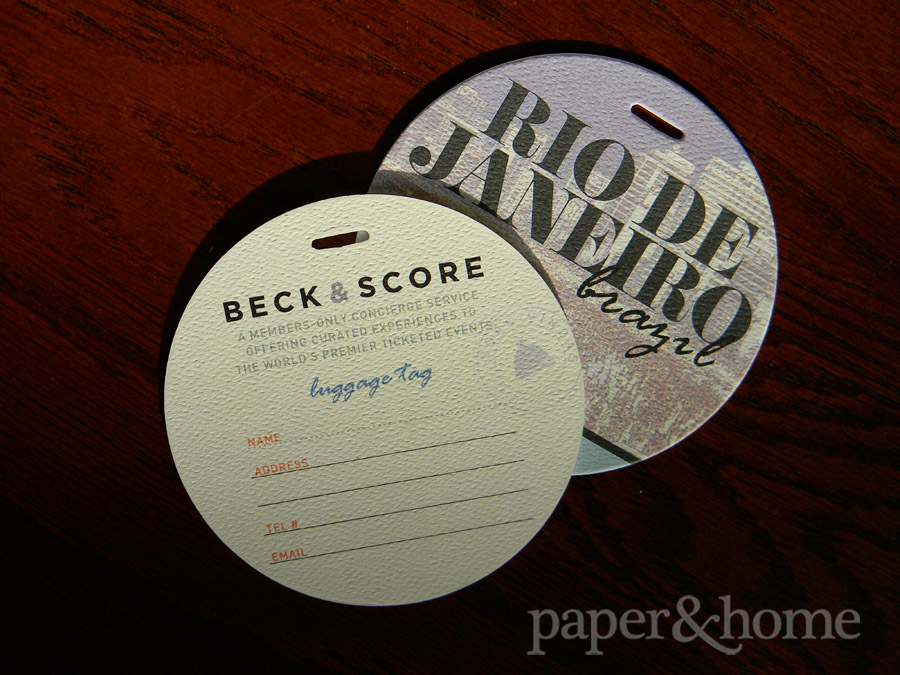 RIO DE
JANEIRO
brazil
BECK & SCORE
A MEMBERS-ONLY CONCIERGE SERVICE
OFFERING CURATED EXPERIENCES TO
THE WORLD'S PREMIER TICKETED EVENTS.
luggage tag
NAME
ADDRESS
TEL #
EMAIL
paper&home